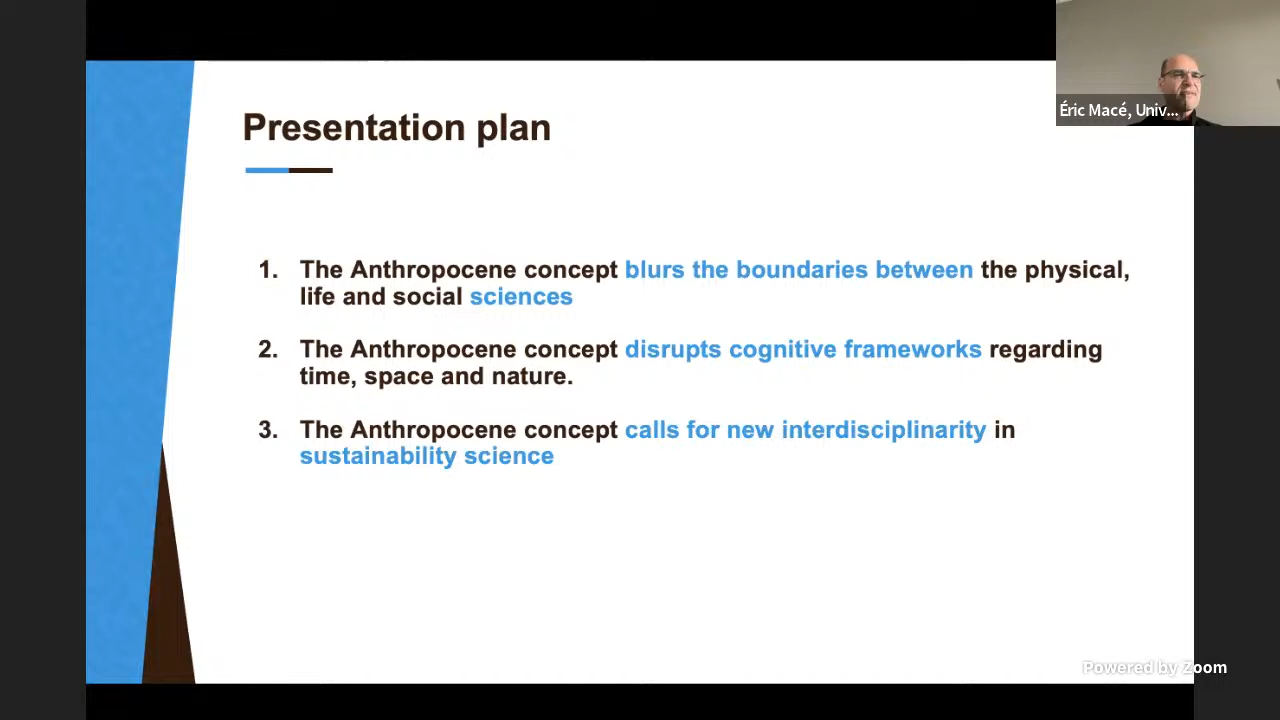 Presentation plan
Éric Macé, Univ...
1. The Anthropocene concept blurs the boundaries between the physical,
life and social sciences
2. The Anthropocene concept disrupts cognitive frameworks regarding
time, space and nature.
3. The Anthropocene concept calls for new interdisciplinarity in
sustainability science
Powered by Zoom